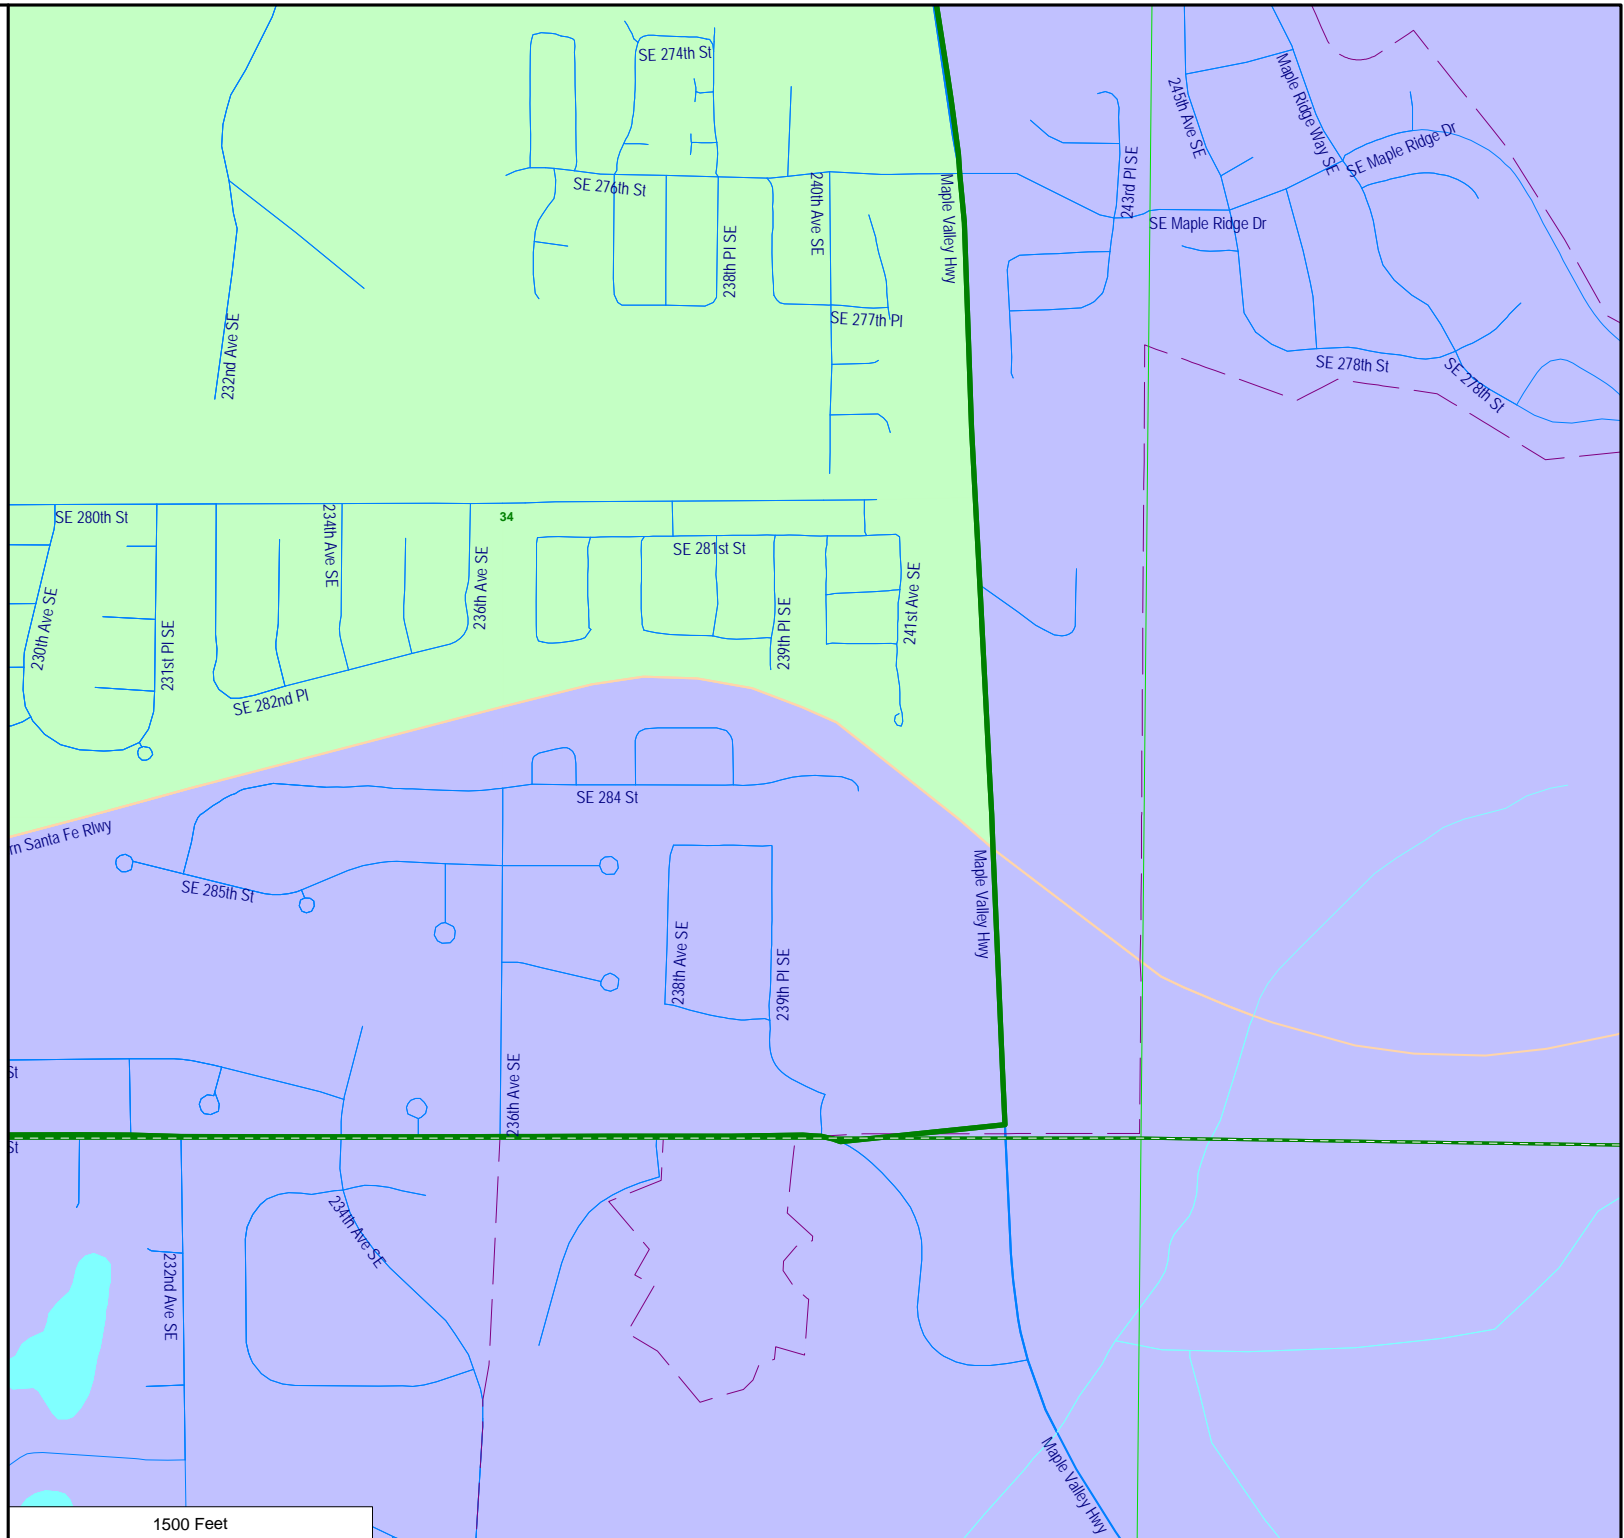 SE 274th St
Maple Ridge Way SE
245th Ave SE
SE Maple Ridge Dr
243rd Pl SE
SE 276th St
240th Ave SE
Maple Valley Hwy
SE Maple Ridge Dr
238th Pl SE
SE 277th Pl
232nd Ave SE
SE 278th St
SE 278th St
SE 280th St
234th Ave SE
34
SE 281st St
236th Ave SE
241st Ave SE
230th Ave SE
231st Pl SE
239th Pl SE
SE 282nd Pl
SE 284 St
rn Santa Fe Rlwy
SE 285th St
Maple Valley Hwy
238th Ave SE
239th Pl SE
St
236th Ave SE
St
234th Ave SE
232nd Ave SE
Maple Valley Hwy
1500 Feet